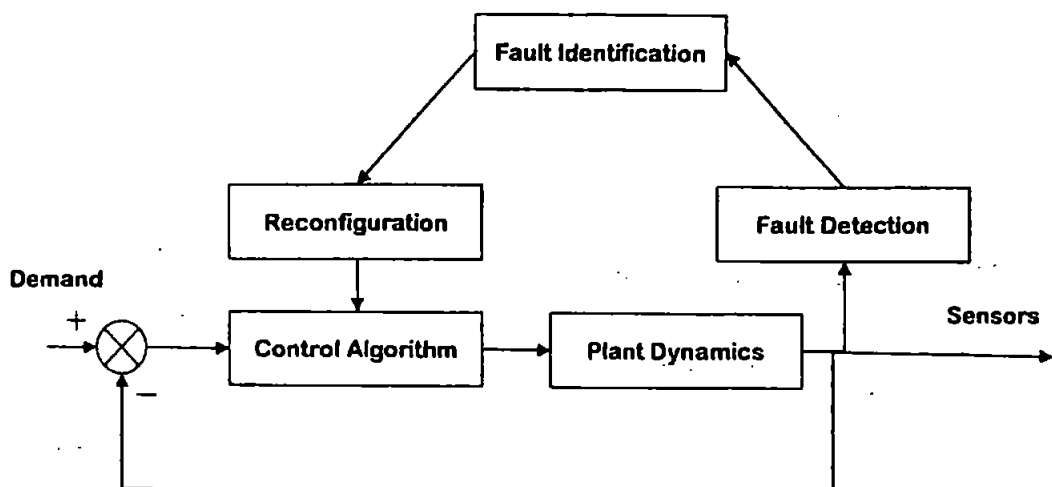 Fault Identification
Reconfiguration
Fault Detection
Demand
+
Sensors
Control Algorithm
Plant Dynamics
−